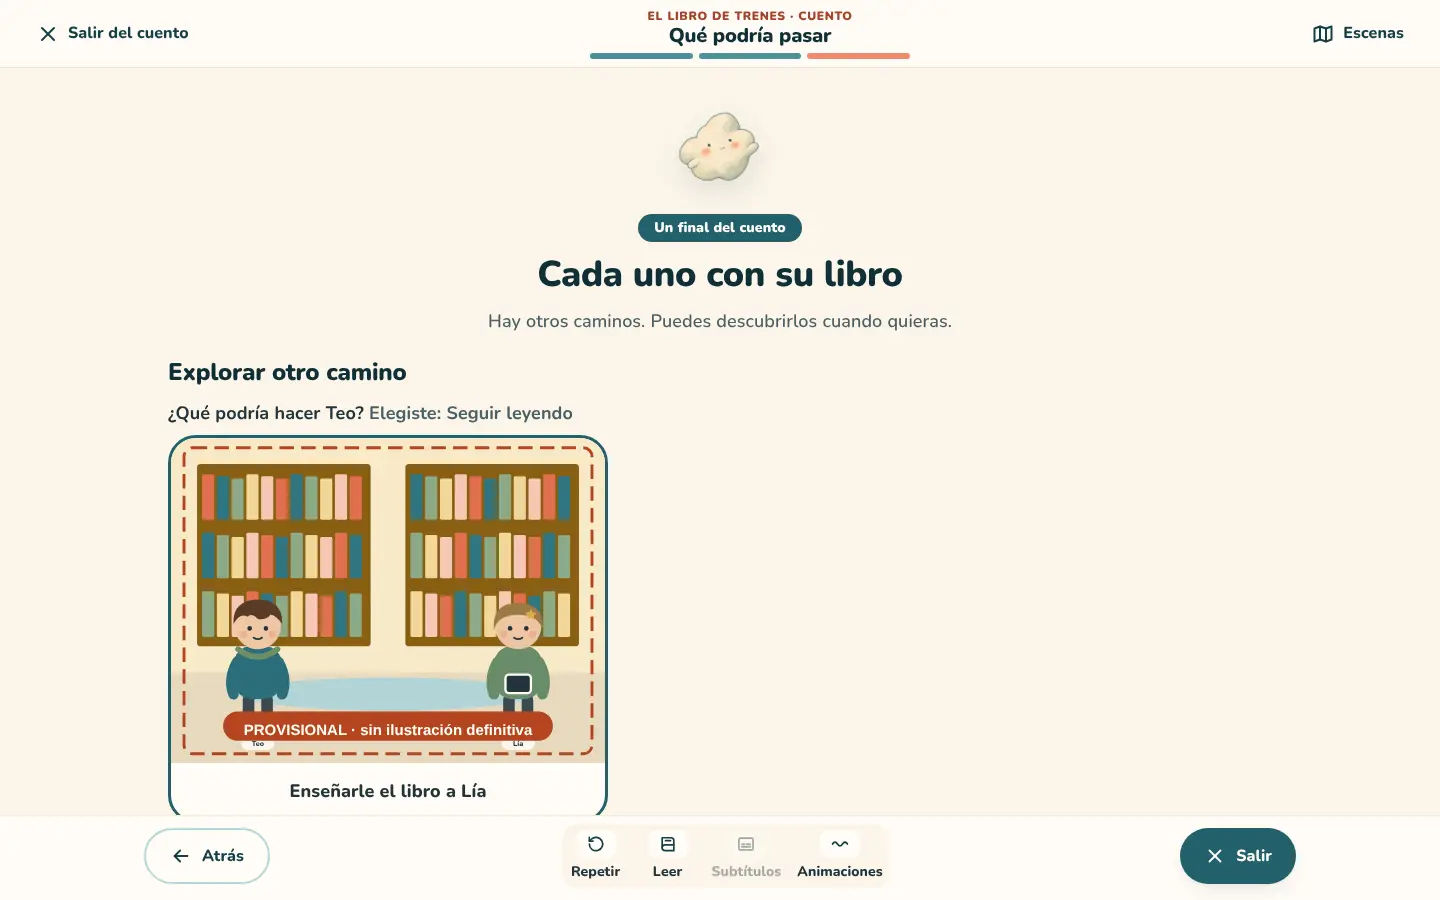 Salir del cuento
EL LIBRO DE TRENES · CUENTO
Qué podría pasar
Escenas
Un final del cuento
Cada uno con su libro
Hay otros caminos. Puedes descubrirlos cuando quieras.
Explorar otro camino
¿Qué podría hacer Teo? Elegiste: Seguir leyendo
PROVISIONAL · sin ilustración definitiva
Teo
Lía
Enseñarle el libro a Lía
Atrás
Repetir
Leer
Subtítulos
Animaciones
Salir